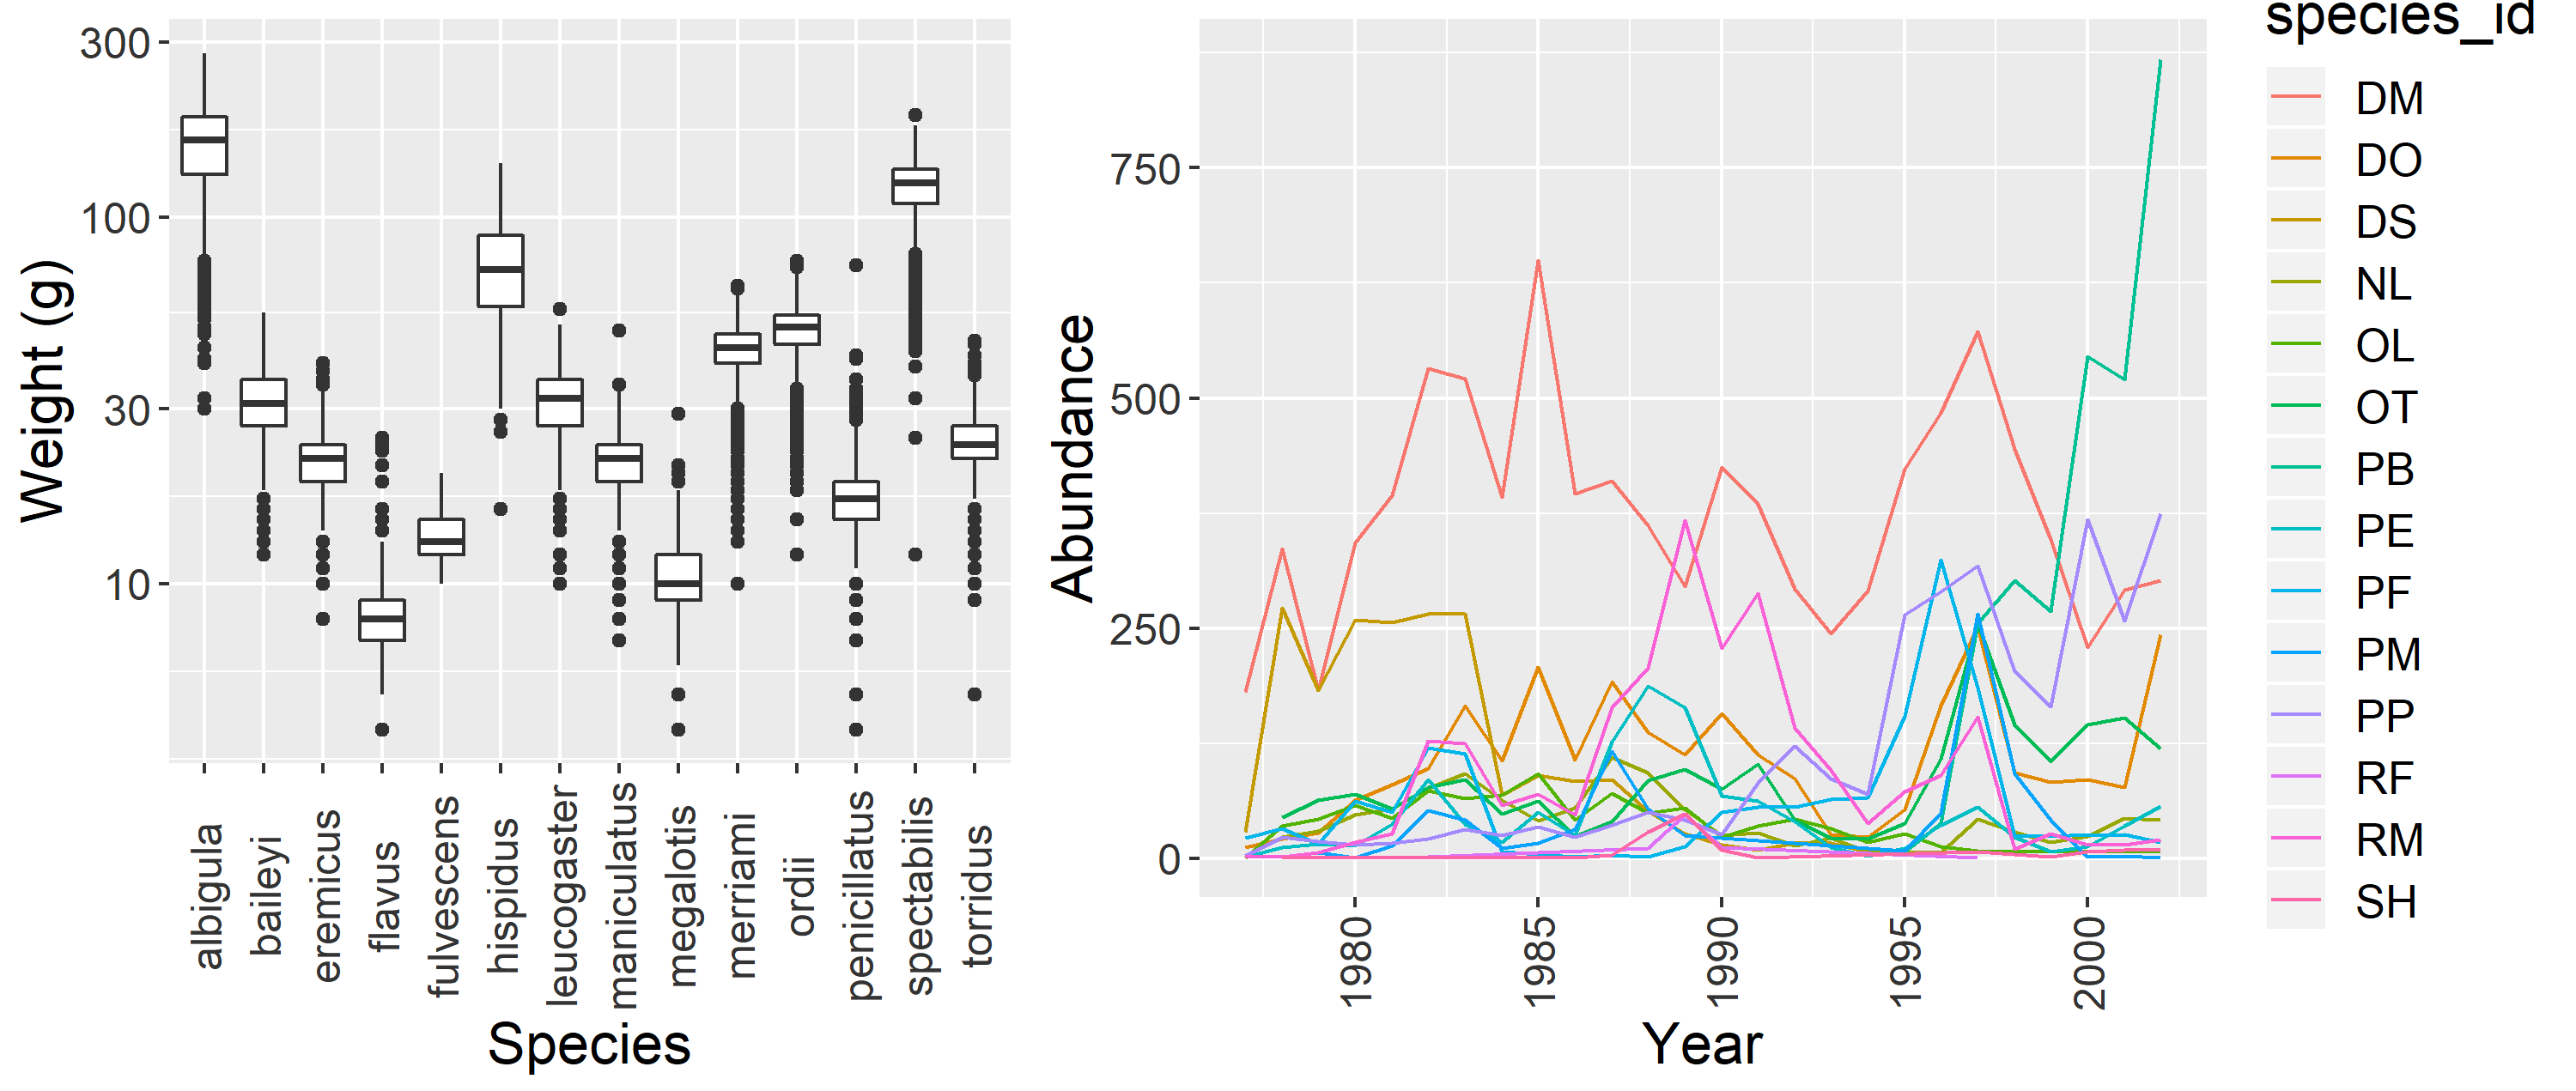 300
100
30
10
Weight (g)
albigula
baileyi
eremicus
flavus
fulvescens
hispidus
leucogaster
maniculatus
megalotis
merriami
ordii
penicillatus
spectabilis
torridus
Species
750
500
250
0
Abundance
1980
1985
1990
1995
2000
Year
species_id
DM
DO
DS
NL
OL
OT
PB
PE
PF
PM
PP
RF
RM
SH